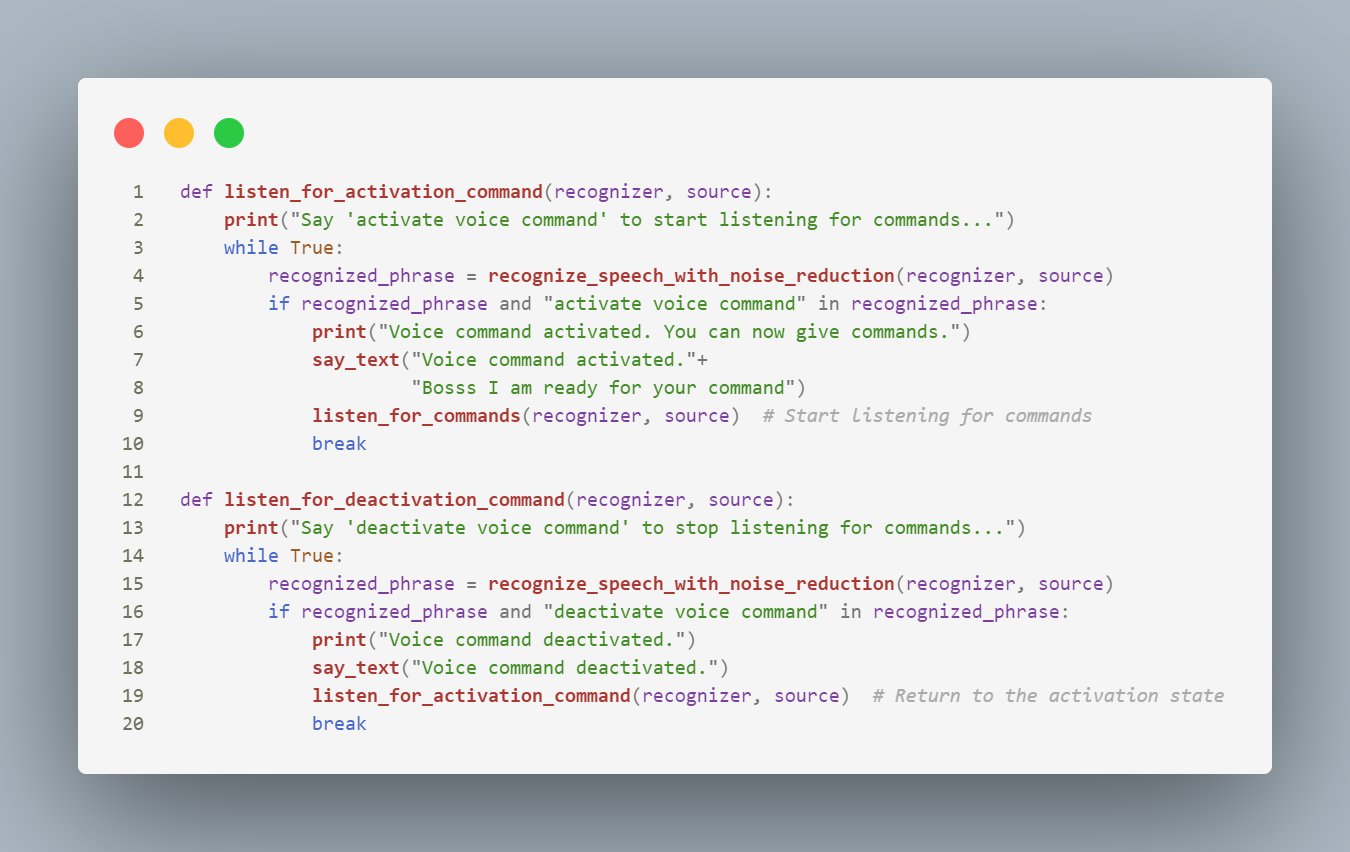 1 def listen_for_activation_command(recognizer, source):
2     print("Say 'activate voice command' to start listening for commands...")
3     while True:
4         recognized_phrase = recognize_speech_with_noise_reduction(recognizer, source)
5         if recognized_phrase and "activate voice command" in recognized_phrase:
6             print("Voice command activated. You can now give commands.")
7             say_text("Voice command activated."+
8                      "Bosss I am ready for your command")
9             listen_for_commands(recognizer, source)  # Start listening for commands
10             break
11
12 def listen_for_deactivation_command(recognizer, source):
13     print("Say 'deactivate voice command' to stop listening for commands...")
14     while True:
15         recognized_phrase = recognize_speech_with_noise_reduction(recognizer, source)
16         if recognized_phrase and "deactivate voice command" in recognized_phrase:
17             print("Voice command deactivated.")
18             say_text("Voice command deactivated.")
19             listen_for_activation_command(recognizer, source)  # Return to the activation state
20             break